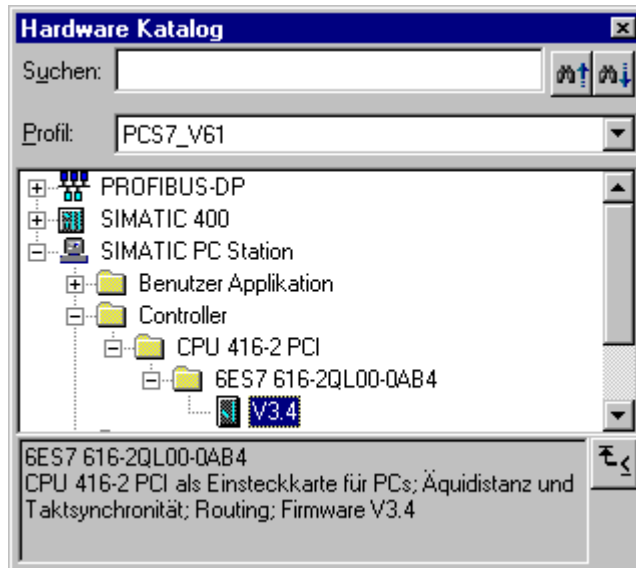 Hardware Katalog
Suchen:
Profil: PCS7_V61
PROFIBUS-DP
SIMATIC 400
SIMATIC PC Station
Benutzer Applikation
Controller
CPU 416-2 PCI
6ES7 616-2QL00-0AB4
V3.4
6ES7 616-2QL00-0AB4
CPU 416-2 PCI als Einsteckkarte für PCs; Äquidistanz und
Taktsynchronität; Routing; Firmware V3.4